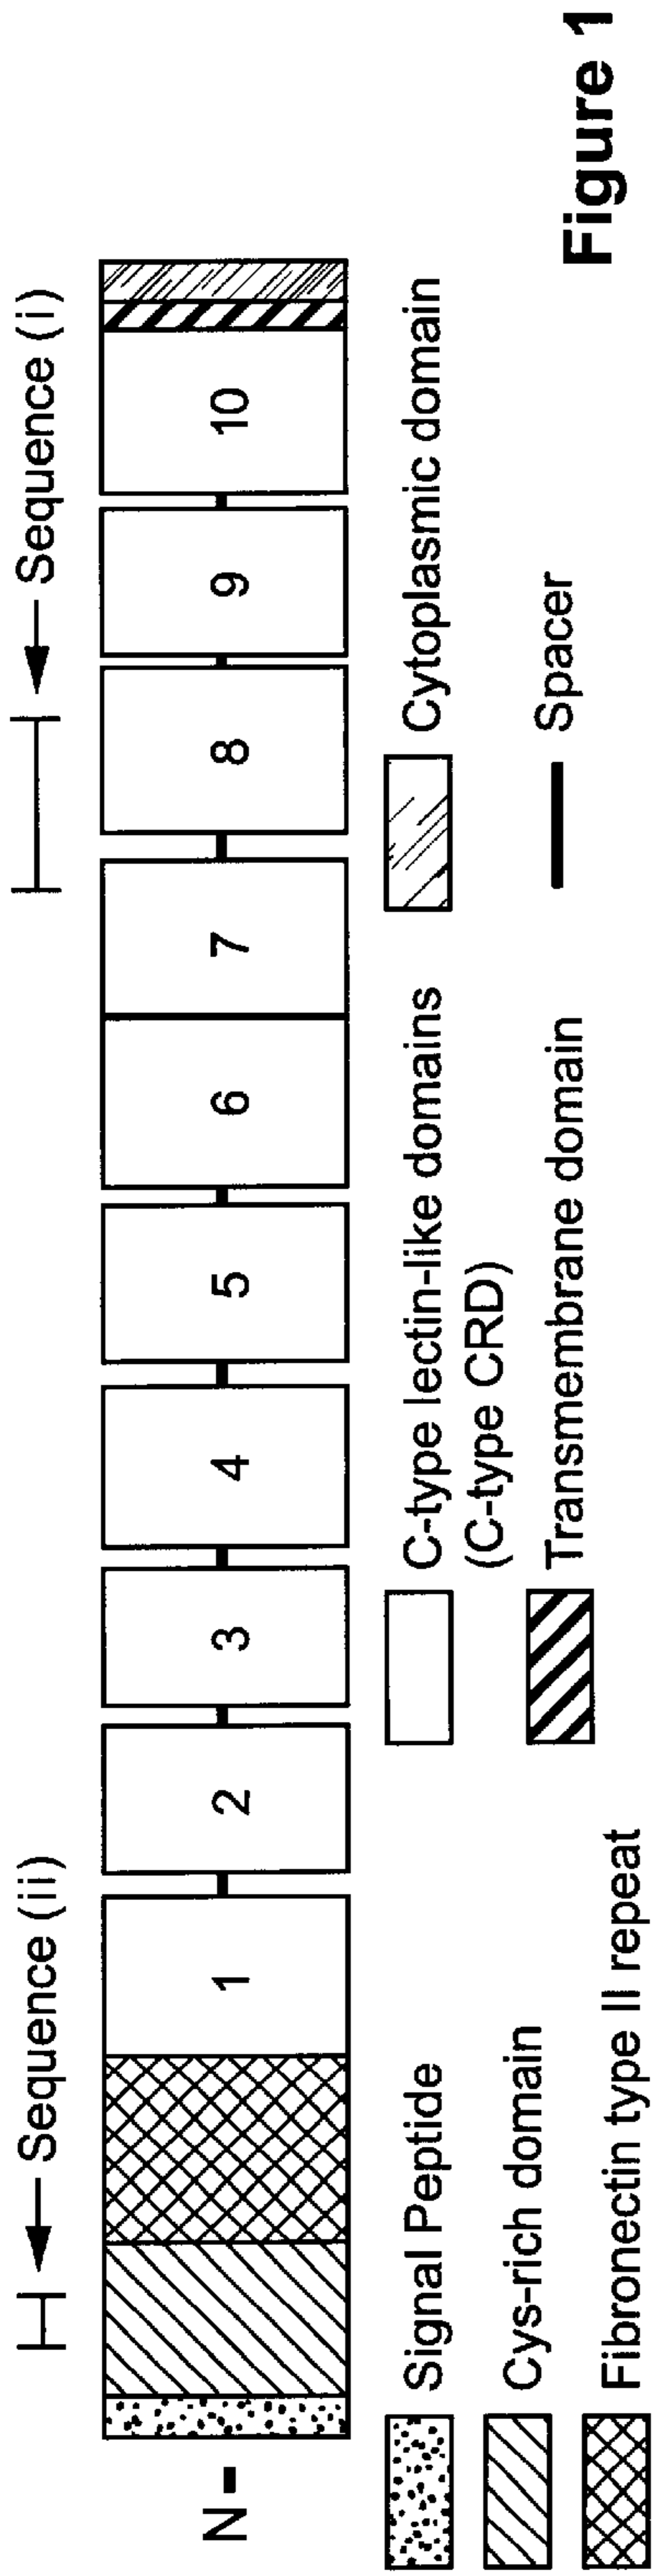 Sequence (ii)
Sequence (i)
N
1
2
3
4
5
6
7
8
9
10
Signal Peptide
Cys-rich domain
Fibronectin type II repeat
C-type lectin-like domains
(C-type CRD)
Transmembrane domain
Cytoplasmic domain
Spacer
Figure 1